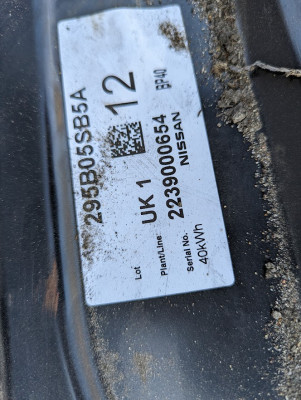 295B05SB5A
Lot 12
BP40
Plant/Line: UK 1
2239000654
Serial No. NISSAN
40kWh